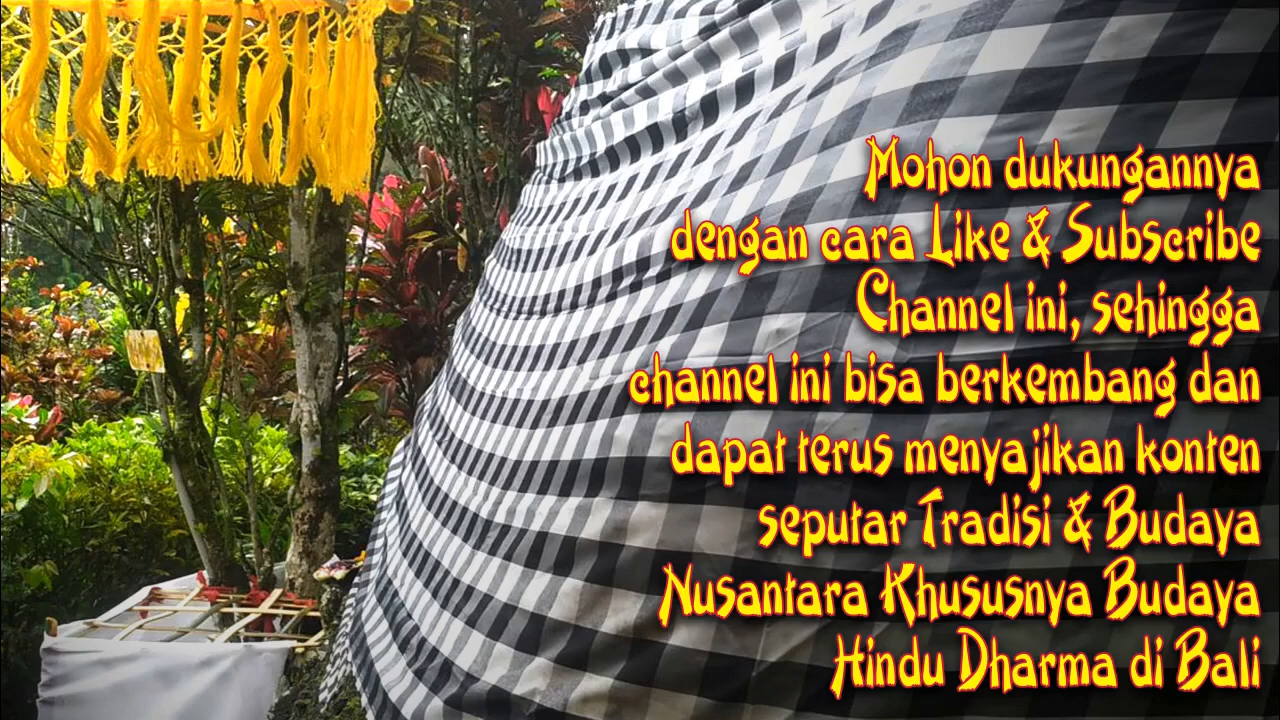 Mohon dukungannya
dengan cara Like & Subscribe
Channel ini, sehingga
channel ini bisa berkembang dan
dapat terus menyajikan konten
seputar Tradisi & Budaya
Nusantara Khususnya Budaya
Hindu Dharma di Bali